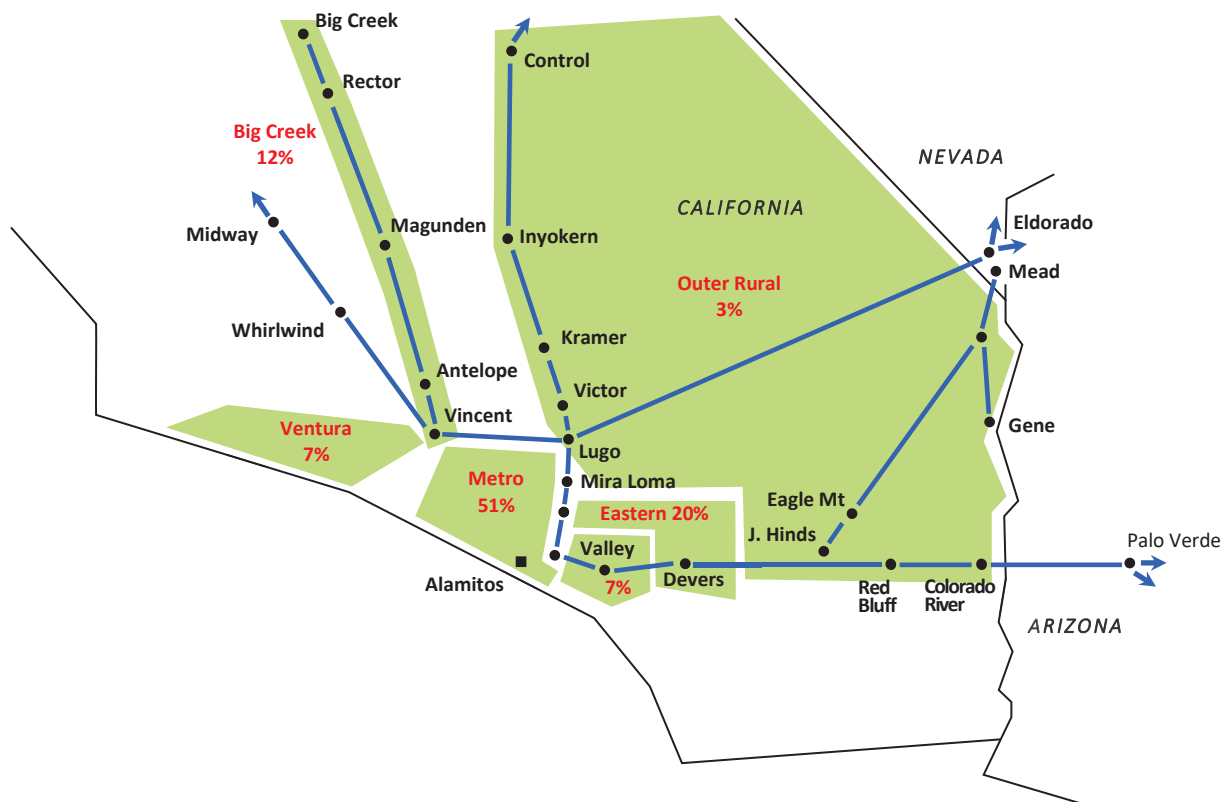 Big Creek
Control
Rector
Big Creek
12%
NEVADA
CALIFORNIA
Midway
Magunden
Inyokern
Eldorado
Mead
Outer Rural
3%
Whirlwind
Kramer
Antelope
Victor
Vincent
Ventura
7%
Gene
Lugo
Metro
51%
Mira Loma
Eagle Mt
Eastern 20%
J. Hinds
Valley
Palo Verde
Alamitos
7%
Devers
Red
Bluff
Colorado
River
ARIZONA